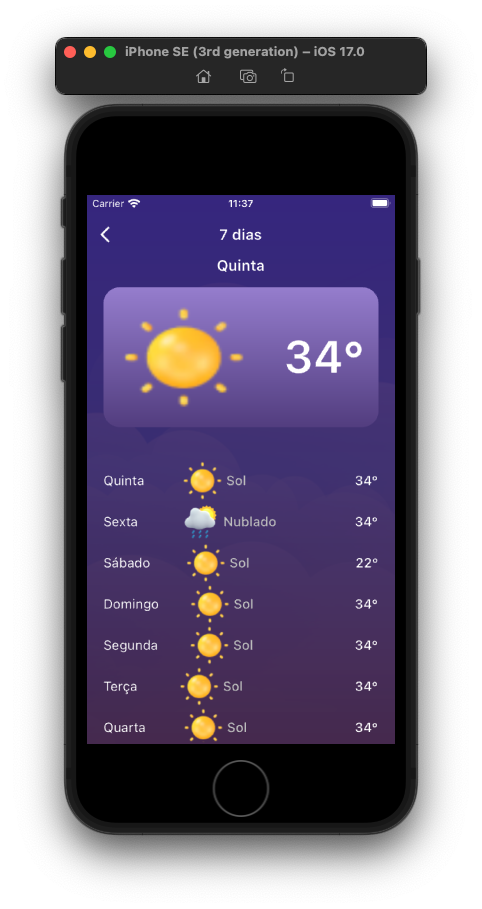 iPhone SE (3rd generation) – iOS 17.0
Carrier 11:37
7 dias
Quinta
34°
Quinta Sol 34°
Sexta Nublado 34°
Sábado Sol 22°
Domingo Sol 34°
Segunda Sol 34°
Terça Sol 34°
Quarta Sol 34°